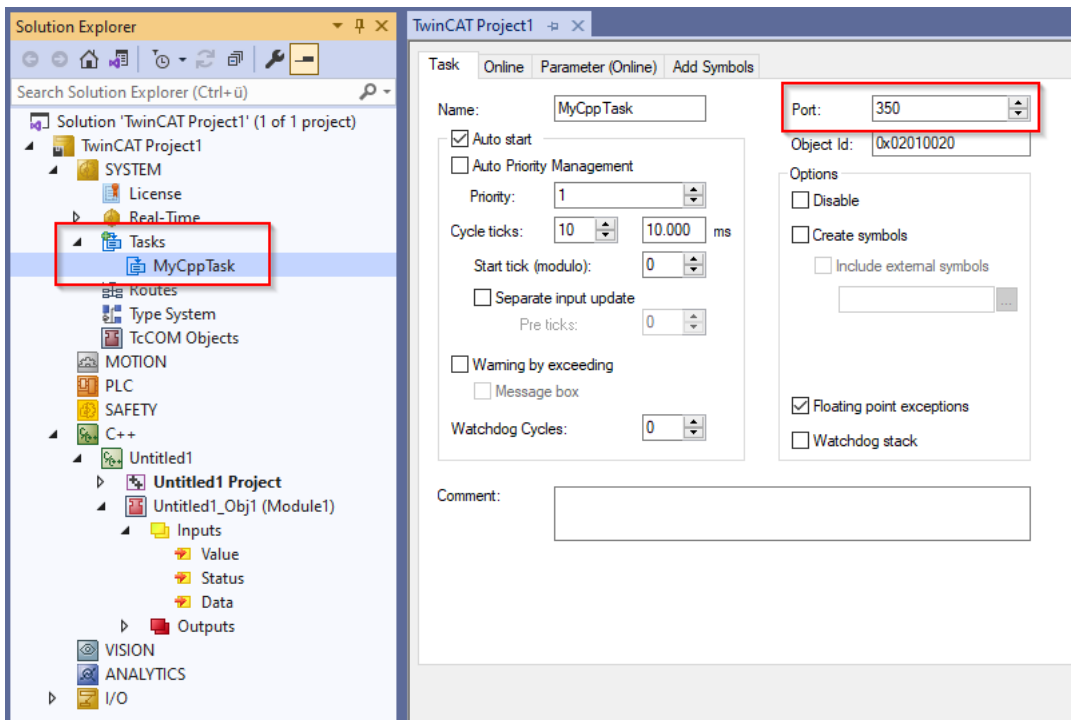 Solution Explorer
Search Solution Explorer (Ctrl+ü)
Solution 'TwinCAT Project1' (1 of 1 project)
TwinCAT Project1
SYSTEM
License
Real-Time
Tasks
MyCppTask
Routes
Type System
TcCOM Objects
MOTION
PLC
SAFETY
C++
Untitled1
Untitled1 Project
Untitled1_Obj1 (Module1)
Inputs
Value
Status
Data
Outputs
VISION
ANALYTICS
I/O
TwinCAT Project1
Task Online Parameter (Online) Add Symbols
Name: MyCppTask
Auto start
Auto Priority Management
Priority: 1
Cycle ticks: 10 10.000 ms
Start tick (modulo): 0
Separate input update
Pre ticks: 0
Warning by exceeding
Message box
Watchdog Cycles: 0
Port: 350
Object Id: 0x02010020
Options
Disable
Create symbols
Include external symbols
...
Floating point exceptions
Watchdog stack
Comment: